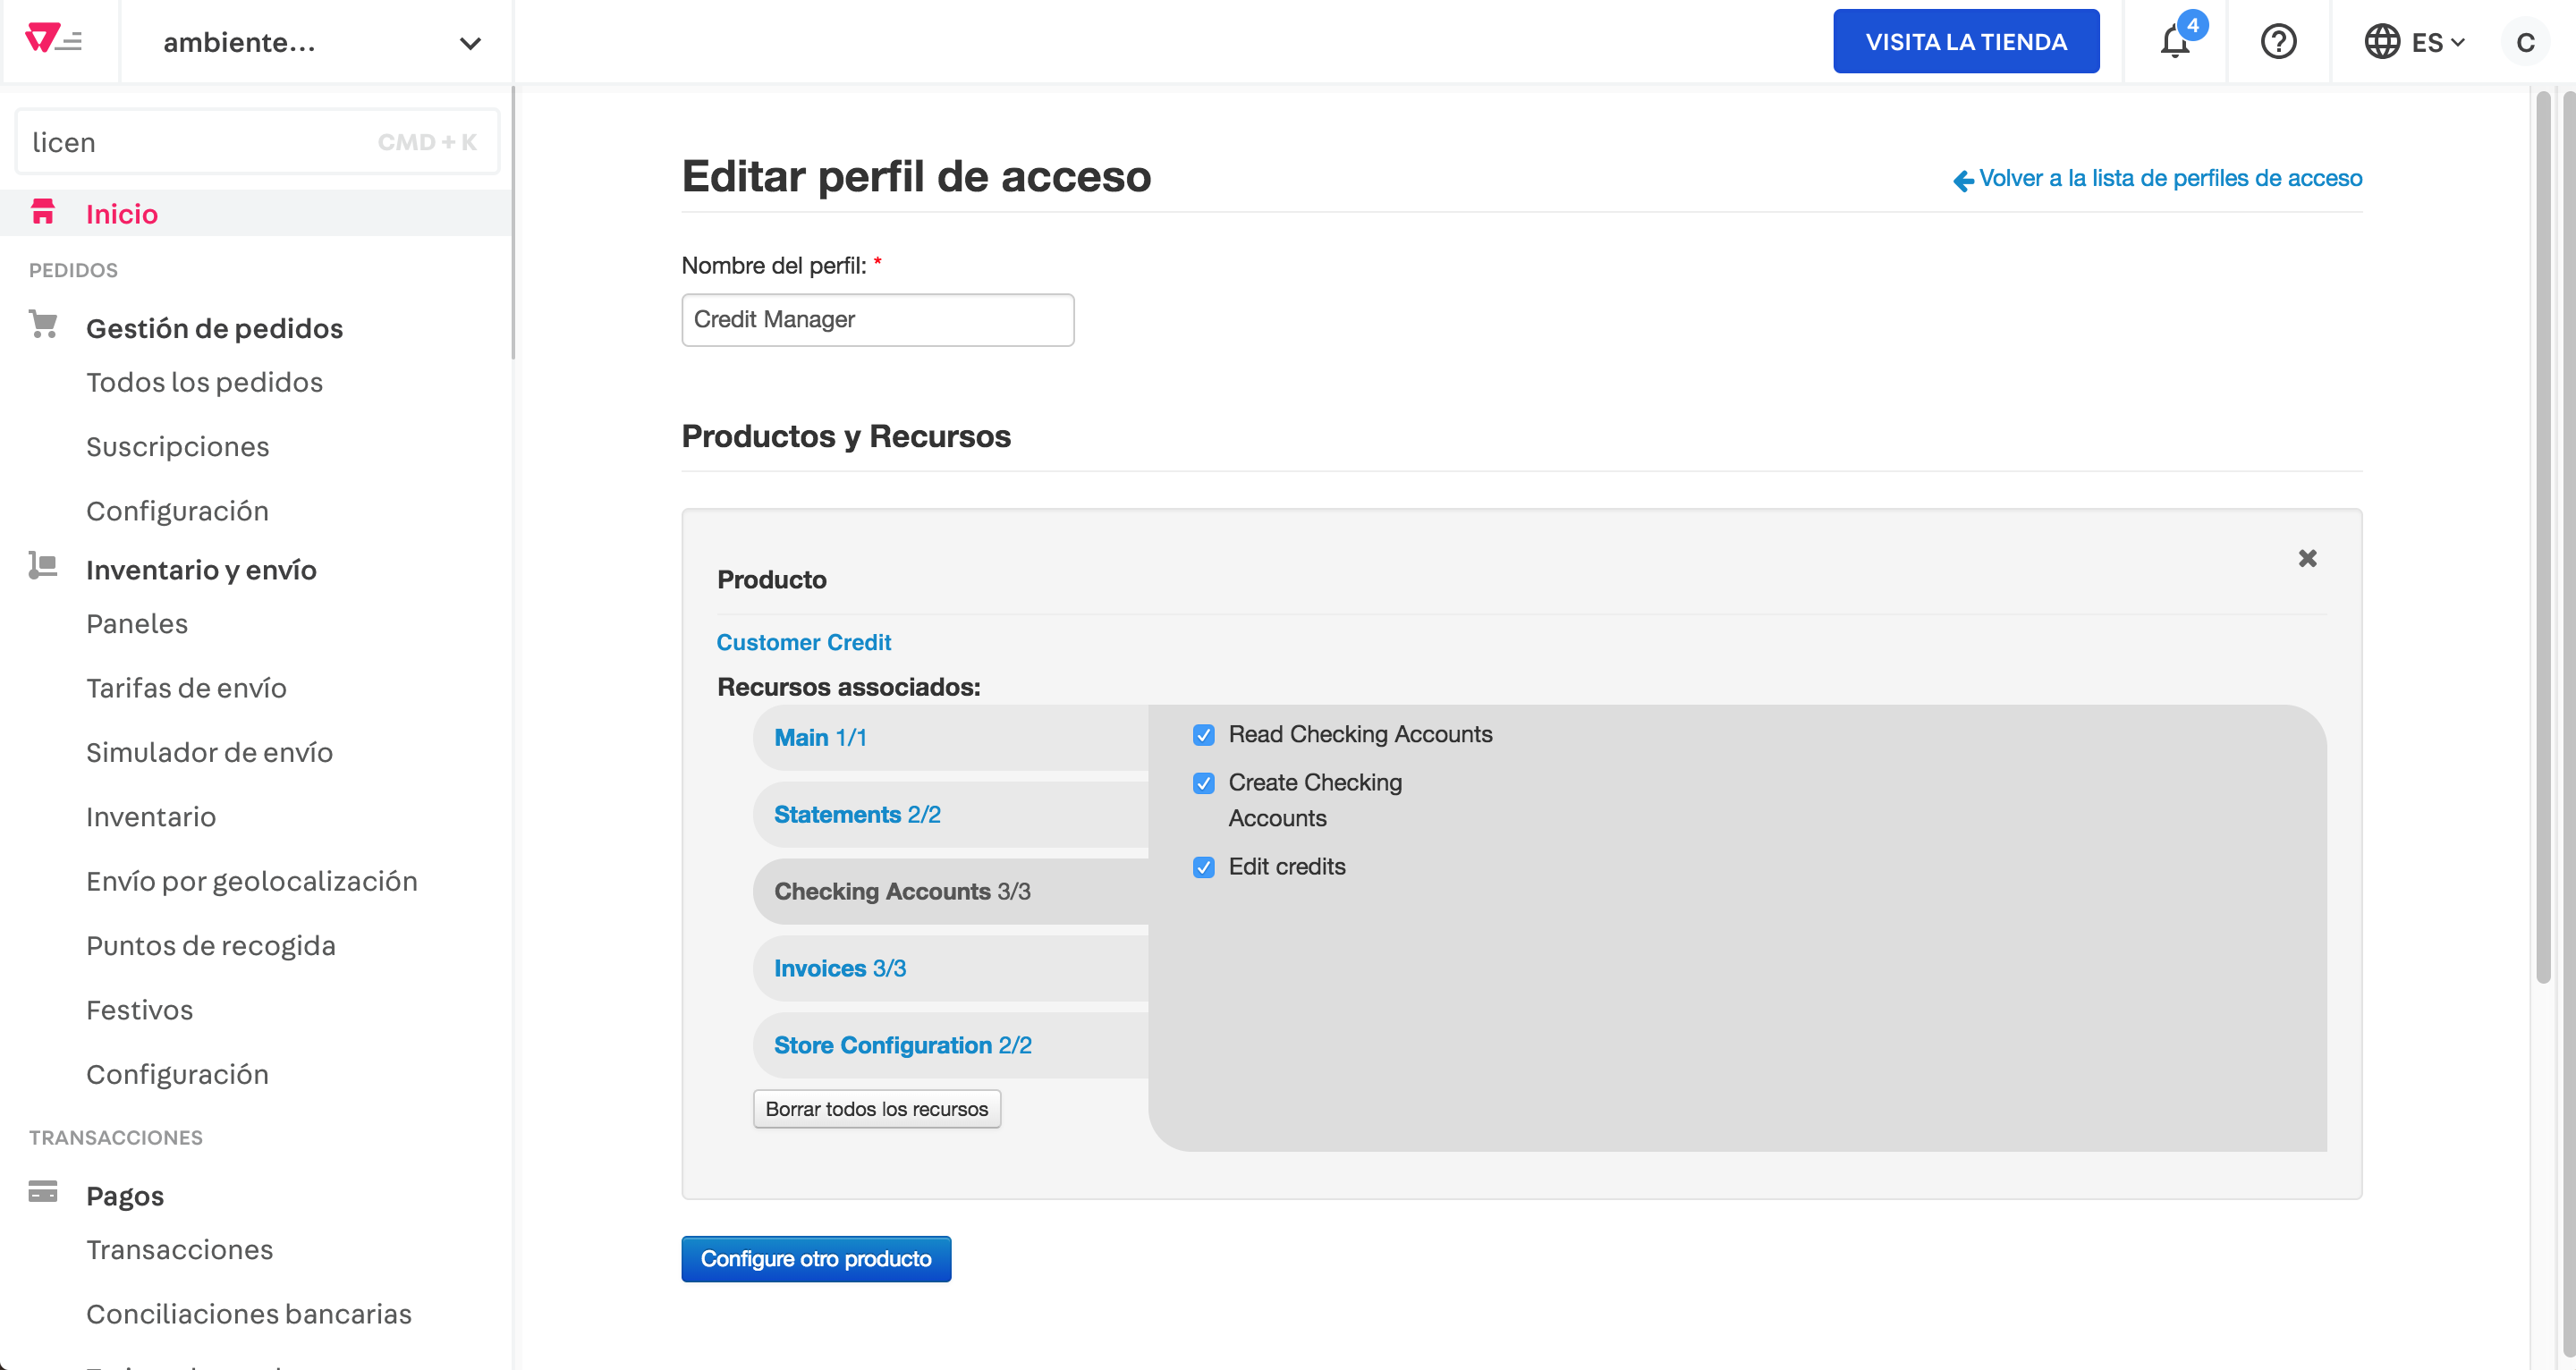 ambiente...
VISITA LA TIENDA
4
ES
C
licen
CMD + K
Inicio
PEDIDOS
Gestión de pedidos
Todos los pedidos
Suscripciones
Configuración
Inventario y envío
Paneles
Tarifas de envío
Simulador de envío
Inventario
Envío por geolocalización
Puntos de recogida
Festivos
Configuración
TRANSACCIONES
Pagos
Transacciones
Conciliaciones bancarias
Editar perfil de acceso
Volver a la lista de perfiles de acceso
Nombre del perfil: *
Credit Manager
Productos y Recursos
Producto
Customer Credit
Recursos associados:
Main 1/1
Statements 2/2
Checking Accounts 3/3
Invoices 3/3
Store Configuration 2/2
Borrar todos los recursos
Read Checking Accounts
Create Checking
Accounts
Edit credits
Configure otro producto